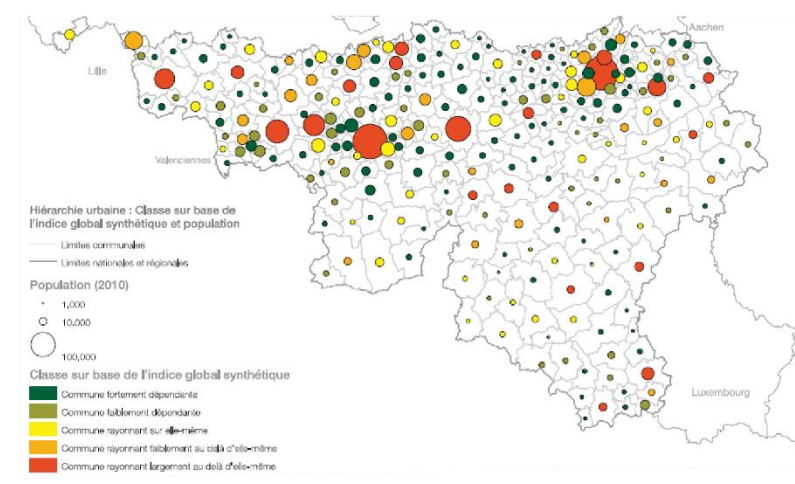 Aachen
Lille
Valenciennes
Hiérarchie urbaine : Classe sur base de
l'indice global synthétique et population
Limites communales
Limites nationales et régionales
Population (2010)
1,000
10,000
100,000
Classe sur base de l'indice global synthétique
Commune fortement dépendante
Commune faiblement dépendante
Commune rayonnant sur elle-même
Commune rayonnant faiblement au delà d'elle-même
Commune rayonnant largement au delà d'elle-même
Luxembourg